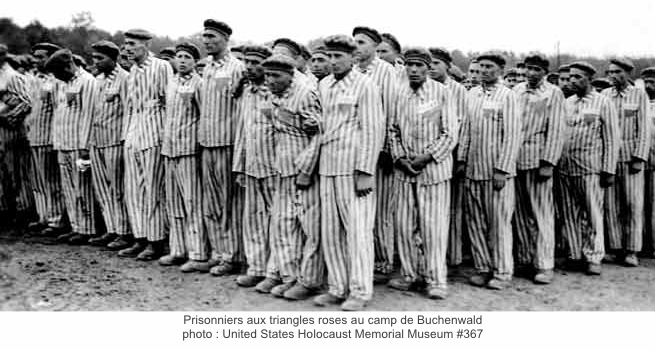 Prisonniers aux triangles roses au camp de Buchenwald
photo : United States Holocaust Memorial Museum #367